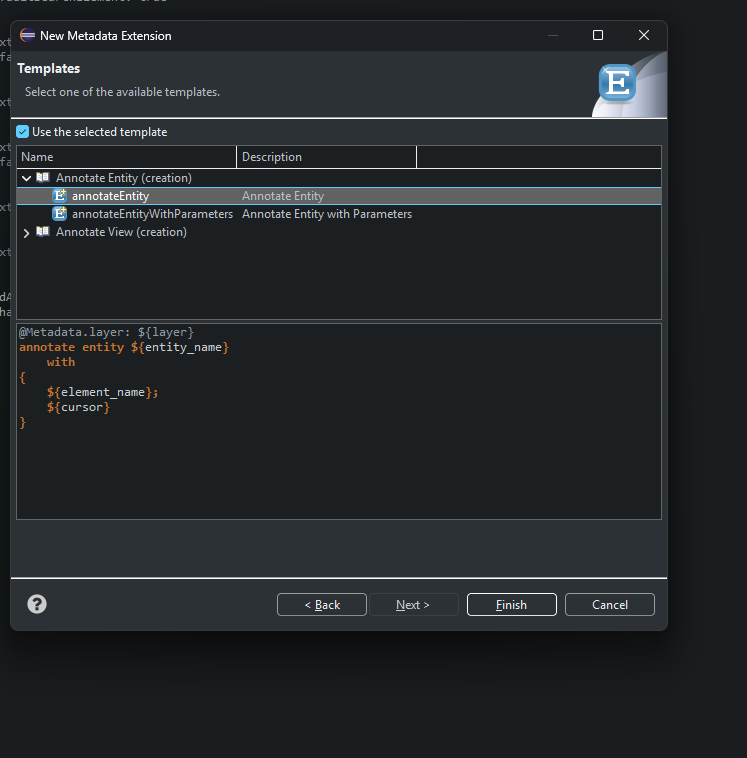 New Metadata Extension
Templates
Select one of the available templates.
E
Use the selected template
Name Description
Annotate Entity (creation)
annotateEntity Annotate Entity
annotateEntityWithParameters Annotate Entity with Parameters
Annotate View (creation)
@Metadata.layer: ${layer}
annotate entity ${entity_name}
with
{
${element_name};
${cursor}
}
?
< Back Next > Finish Cancel